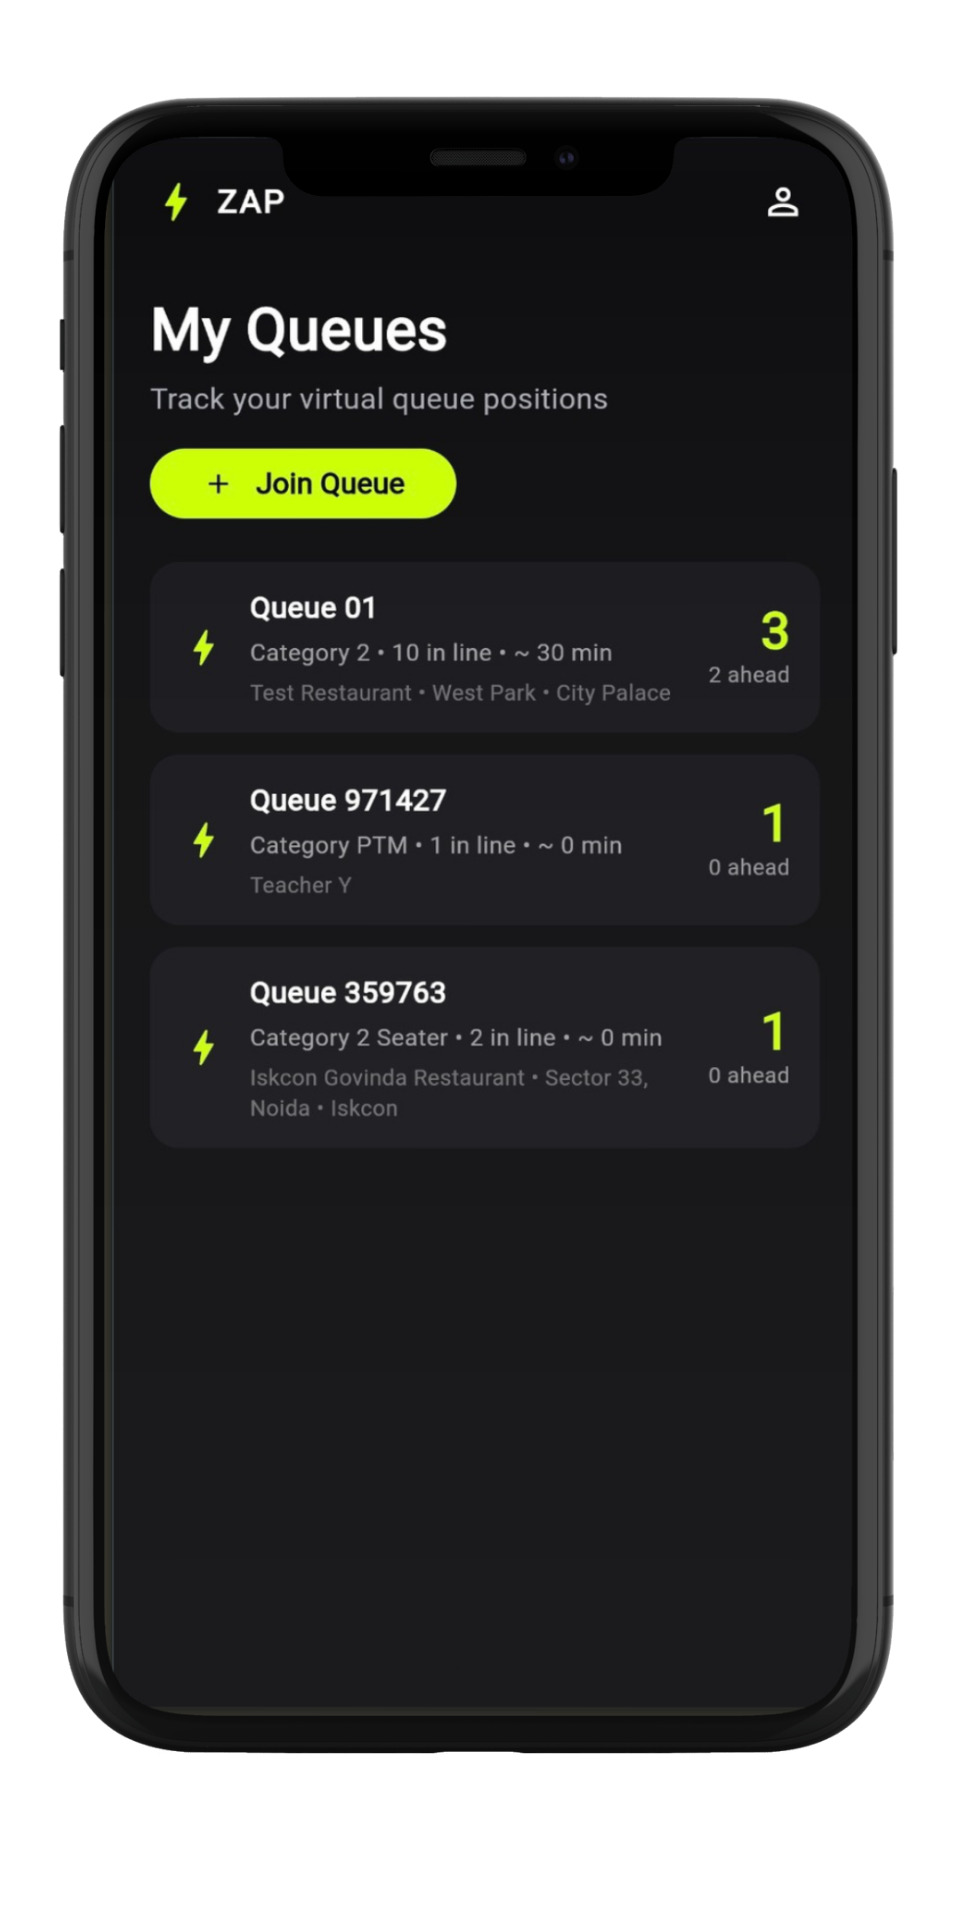 ZAP
My Queues
Track your virtual queue positions
+ Join Queue
Queue 01
Category 2 • 10 in line • ~ 30 min
Test Restaurant • West Park • City Palace
3
2 ahead
Queue 971427
Category PTM • 1 in line • ~ 0 min
Teacher Y
1
0 ahead
Queue 359763
Category 2 Seater • 2 in line • ~ 0 min
Iskcon Govinda Restaurant • Sector 33,
Noida • Iskcon
1
0 ahead